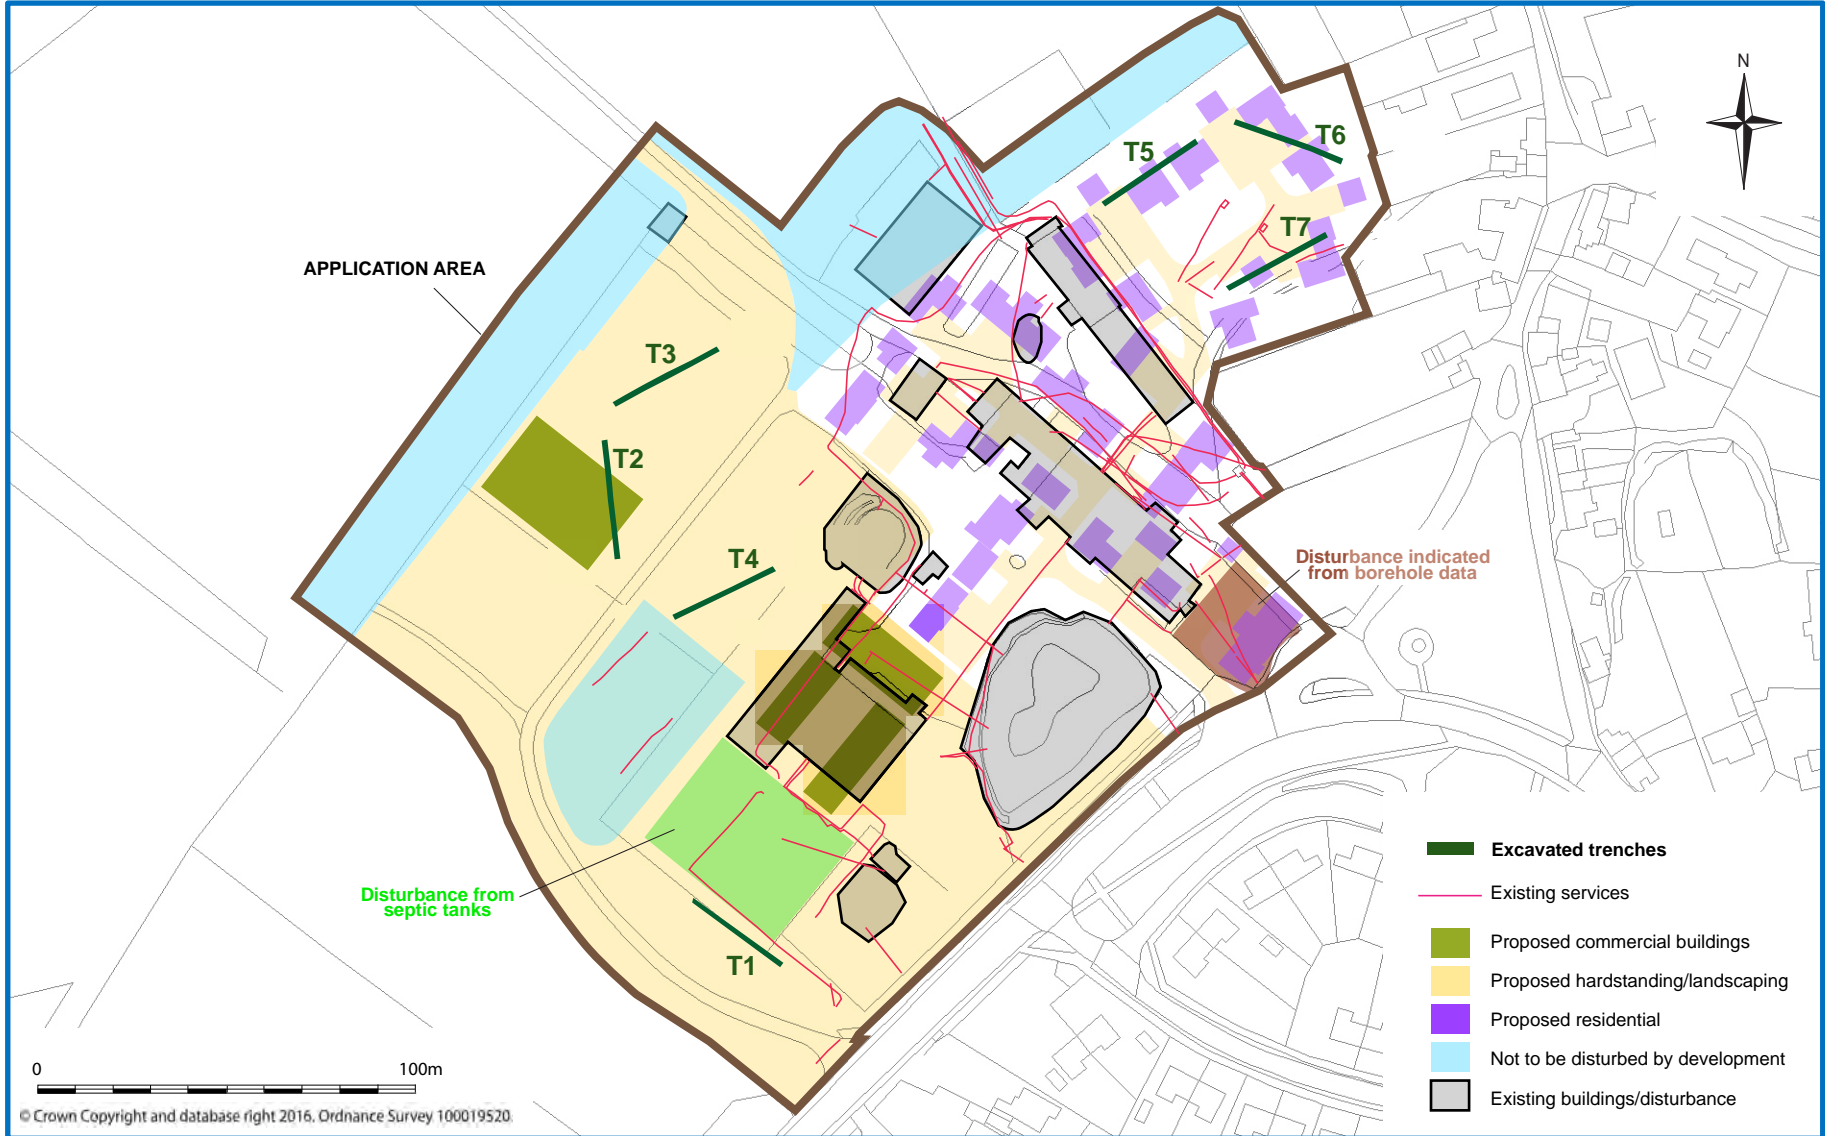 N
T6
T5
T7
APPLICATION AREA
T3
T2
T4
Disturbance indicated
from borehole data
Disturbance from
septic tanks
T1
Excavated trenches
Existing services
Proposed commercial buildings
Proposed hardstanding/landscaping
Proposed residential
Not to be disturbed by development
Existing buildings/disturbance
0 100m
© Crown Copyright and database right 2016. Ordnance Survey 100019520.